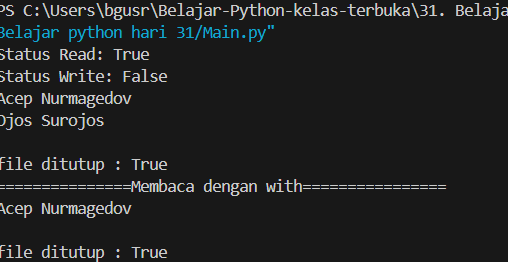 PS C:\Users\bgusr\Belajar-Python-kelas-terbuka\31. Belaja
Belajar python hari 31/Main.py"
Status Read: True
Status Write: False
Acep Nurmagedov
Ojos Surojos
file ditutup : True
===============Membaca dengan with================
Acep Nurmagedov
file ditutup : True